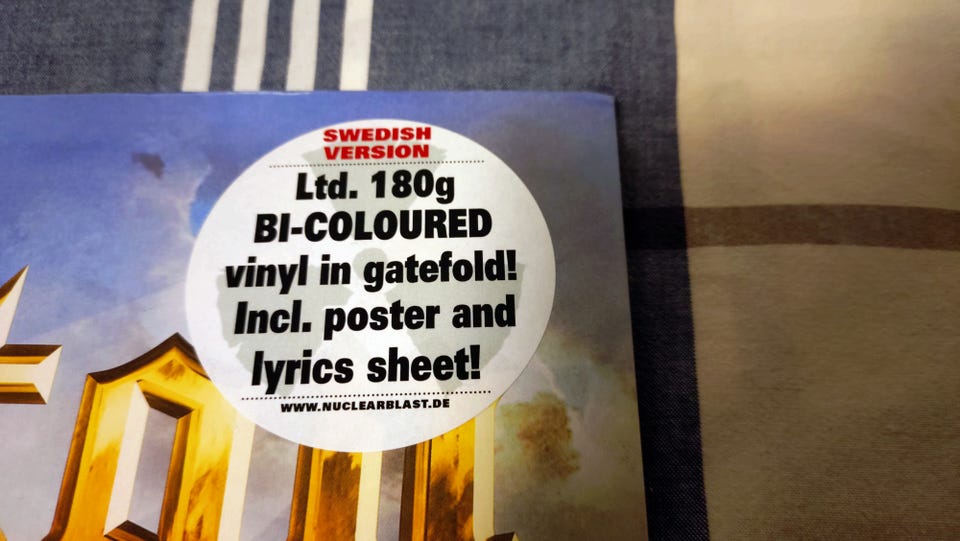 SWEDISH
VERSION
Ltd. 180g
BI-COLOURED
vinyl in gatefold!
Incl. poster and
lyrics sheet!
WWW.NUCLEARBLAST.DE